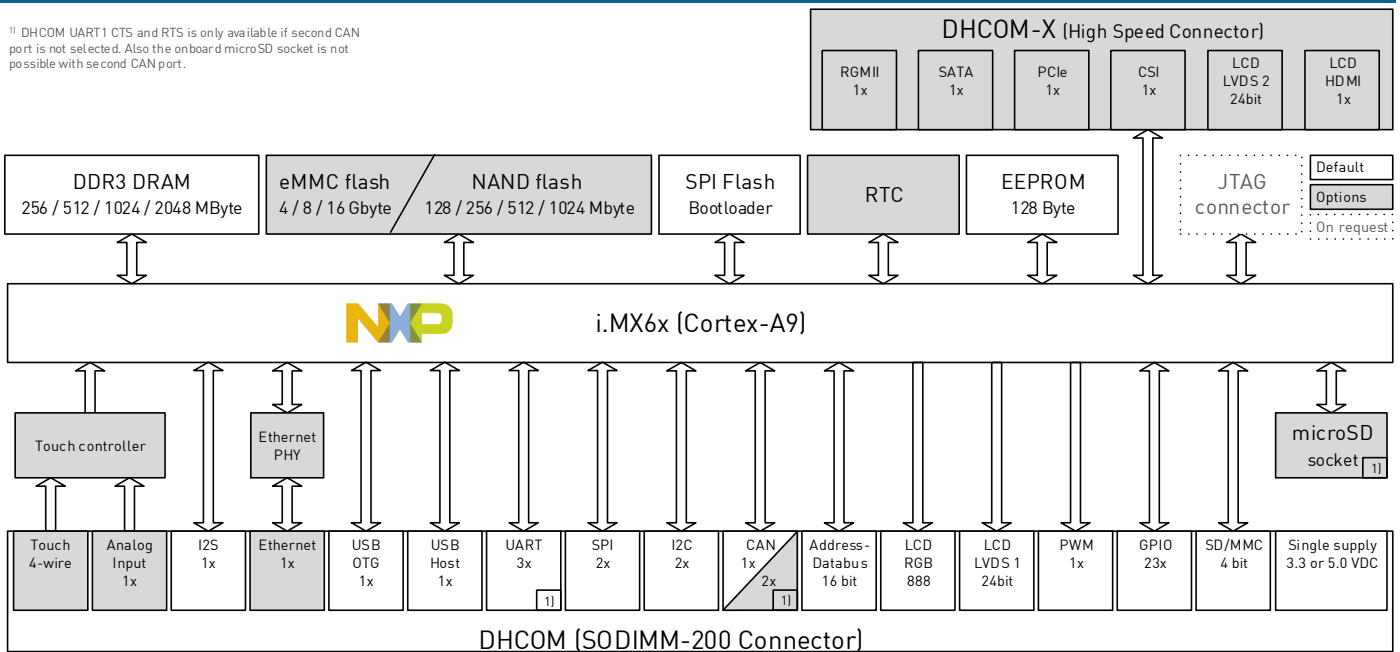 1) DHCOM UART1 CTS and RTS is only available if second CAN
port is not selected. Also the onboard microSD socket is not
possible with second CAN port.
DHCOM-X (High Speed Connector)
RGMII
1x
SATA
1x
PCIe
1x
CSI
1x
LCD
LVDS 2
24bit
LCD
HDMI
1x
DDR3 DRAM
256 / 512 / 1024 / 2048 MByte
eMMC flash
4 / 8 / 16 Gbyte
NAND flash
128 / 256 / 512 / 1024 Mbyte
SPI Flash
Bootloader
RTC
EEPROM
128 Byte
JTAG
connector
Default
Options
On request
NXP
i.MX6x (Cortex-A9)
Touch controller
Ethernet
PHY
microSD
socket
1)
Touch
4-wire
Analog
Input
1x
I2S
1x
Ethernet
1x
USB
OTG
1x
USB
Host
1x
UART
3x
1)
SPI
2x
I2C
2x
CAN
1x
2x
1)
Address-
Databus
16 bit
LCD
RGB
888
LCD
LVDS 1
24bit
PWM
1x
GPIO
23x
SD/MMC
4 bit
Single supply
3.3 or 5.0 VDC
DHCOM (SODIMM-200 Connector)